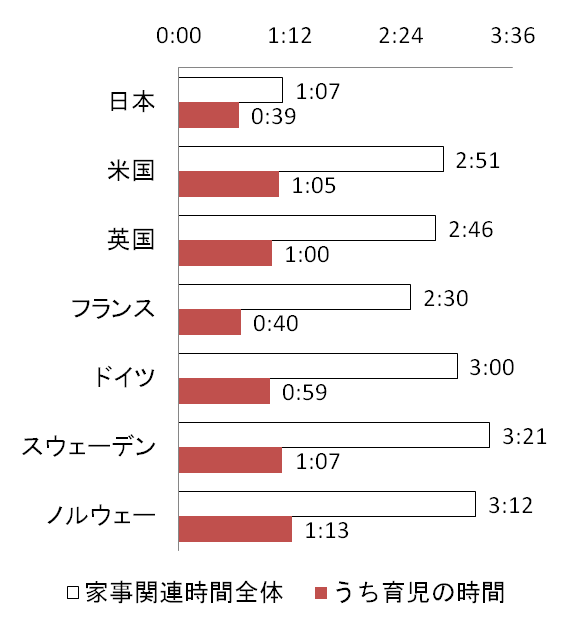 0:00 1:12 2:24 3:36
日本 1:07
0:39
米国 2:51
1:05
英国 2:46
1:00
フランス 2:30
0:40
ドイツ 3:00
0:59
スウェーデン 3:21
1:07
ノルウェー 3:12
1:13
家事関連時間全体 うち育児の時間